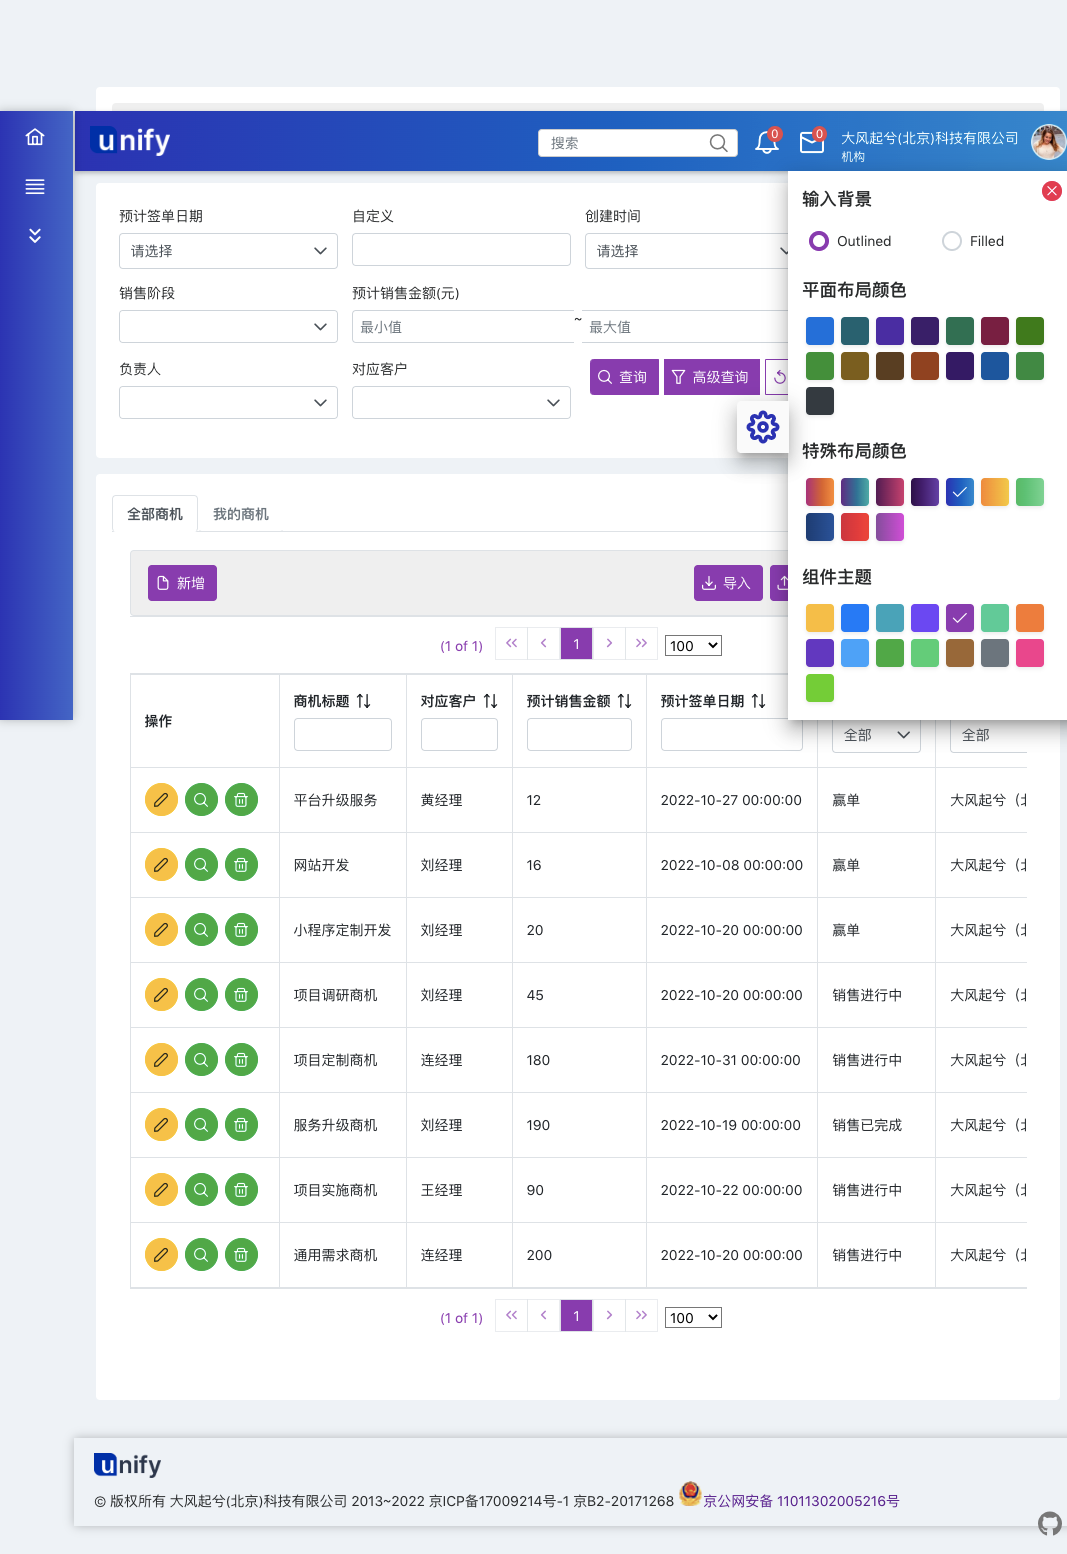 unify
搜索
0
0
大风起兮(北京)科技有限公司
机构
预计签单日期
自定义
创建时间
请选择
请选择
销售阶段
预计销售金额(元)
最小值
~
最大值
负责人
对应客户
查询
高级查询
输入背景
Outlined
Filled
平面布局颜色
特殊布局颜色
组件主题
全部商机
我的商机
新增
导入
(1 of 1)
1
100
操作
商机标题
对应客户
预计销售金额
预计签单日期
全部
全部
平台升级服务 黄经理 12 2022-10-27 00:00:00 赢单 大风起兮（
网站开发 刘经理 16 2022-10-08 00:00:00 赢单 大风起兮（
小程序定制开发 刘经理 20 2022-10-20 00:00:00 赢单 大风起兮（
项目调研商机 刘经理 45 2022-10-20 00:00:00 销售进行中 大风起兮（
项目定制商机 连经理 180 2022-10-31 00:00:00 销售进行中 大风起兮（
服务升级商机 刘经理 190 2022-10-19 00:00:00 销售已完成 大风起兮（
项目实施商机 王经理 90 2022-10-22 00:00:00 销售进行中 大风起兮（
通用需求商机 连经理 200 2022-10-20 00:00:00 销售进行中 大风起兮（
(1 of 1)
1
100
unify
© 版权所有 大风起兮(北京)科技有限公司 2013~2022 京ICP备17009214号-1 京B2-20171268 京公网安备 11011302005216号